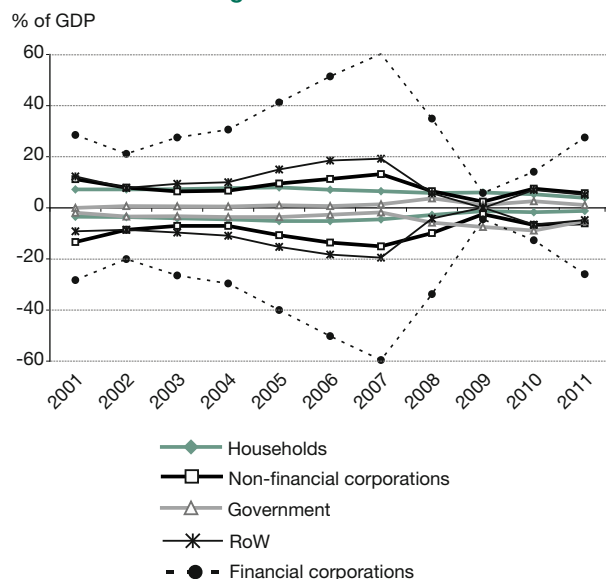 % of GDP
60
40
20
0
-20
-40
-60
2001 2002 2003 2004 2005 2006 2007 2008 2009 2010 2011
Households
Non-financial corporations
Government
RoW
Financial corporations